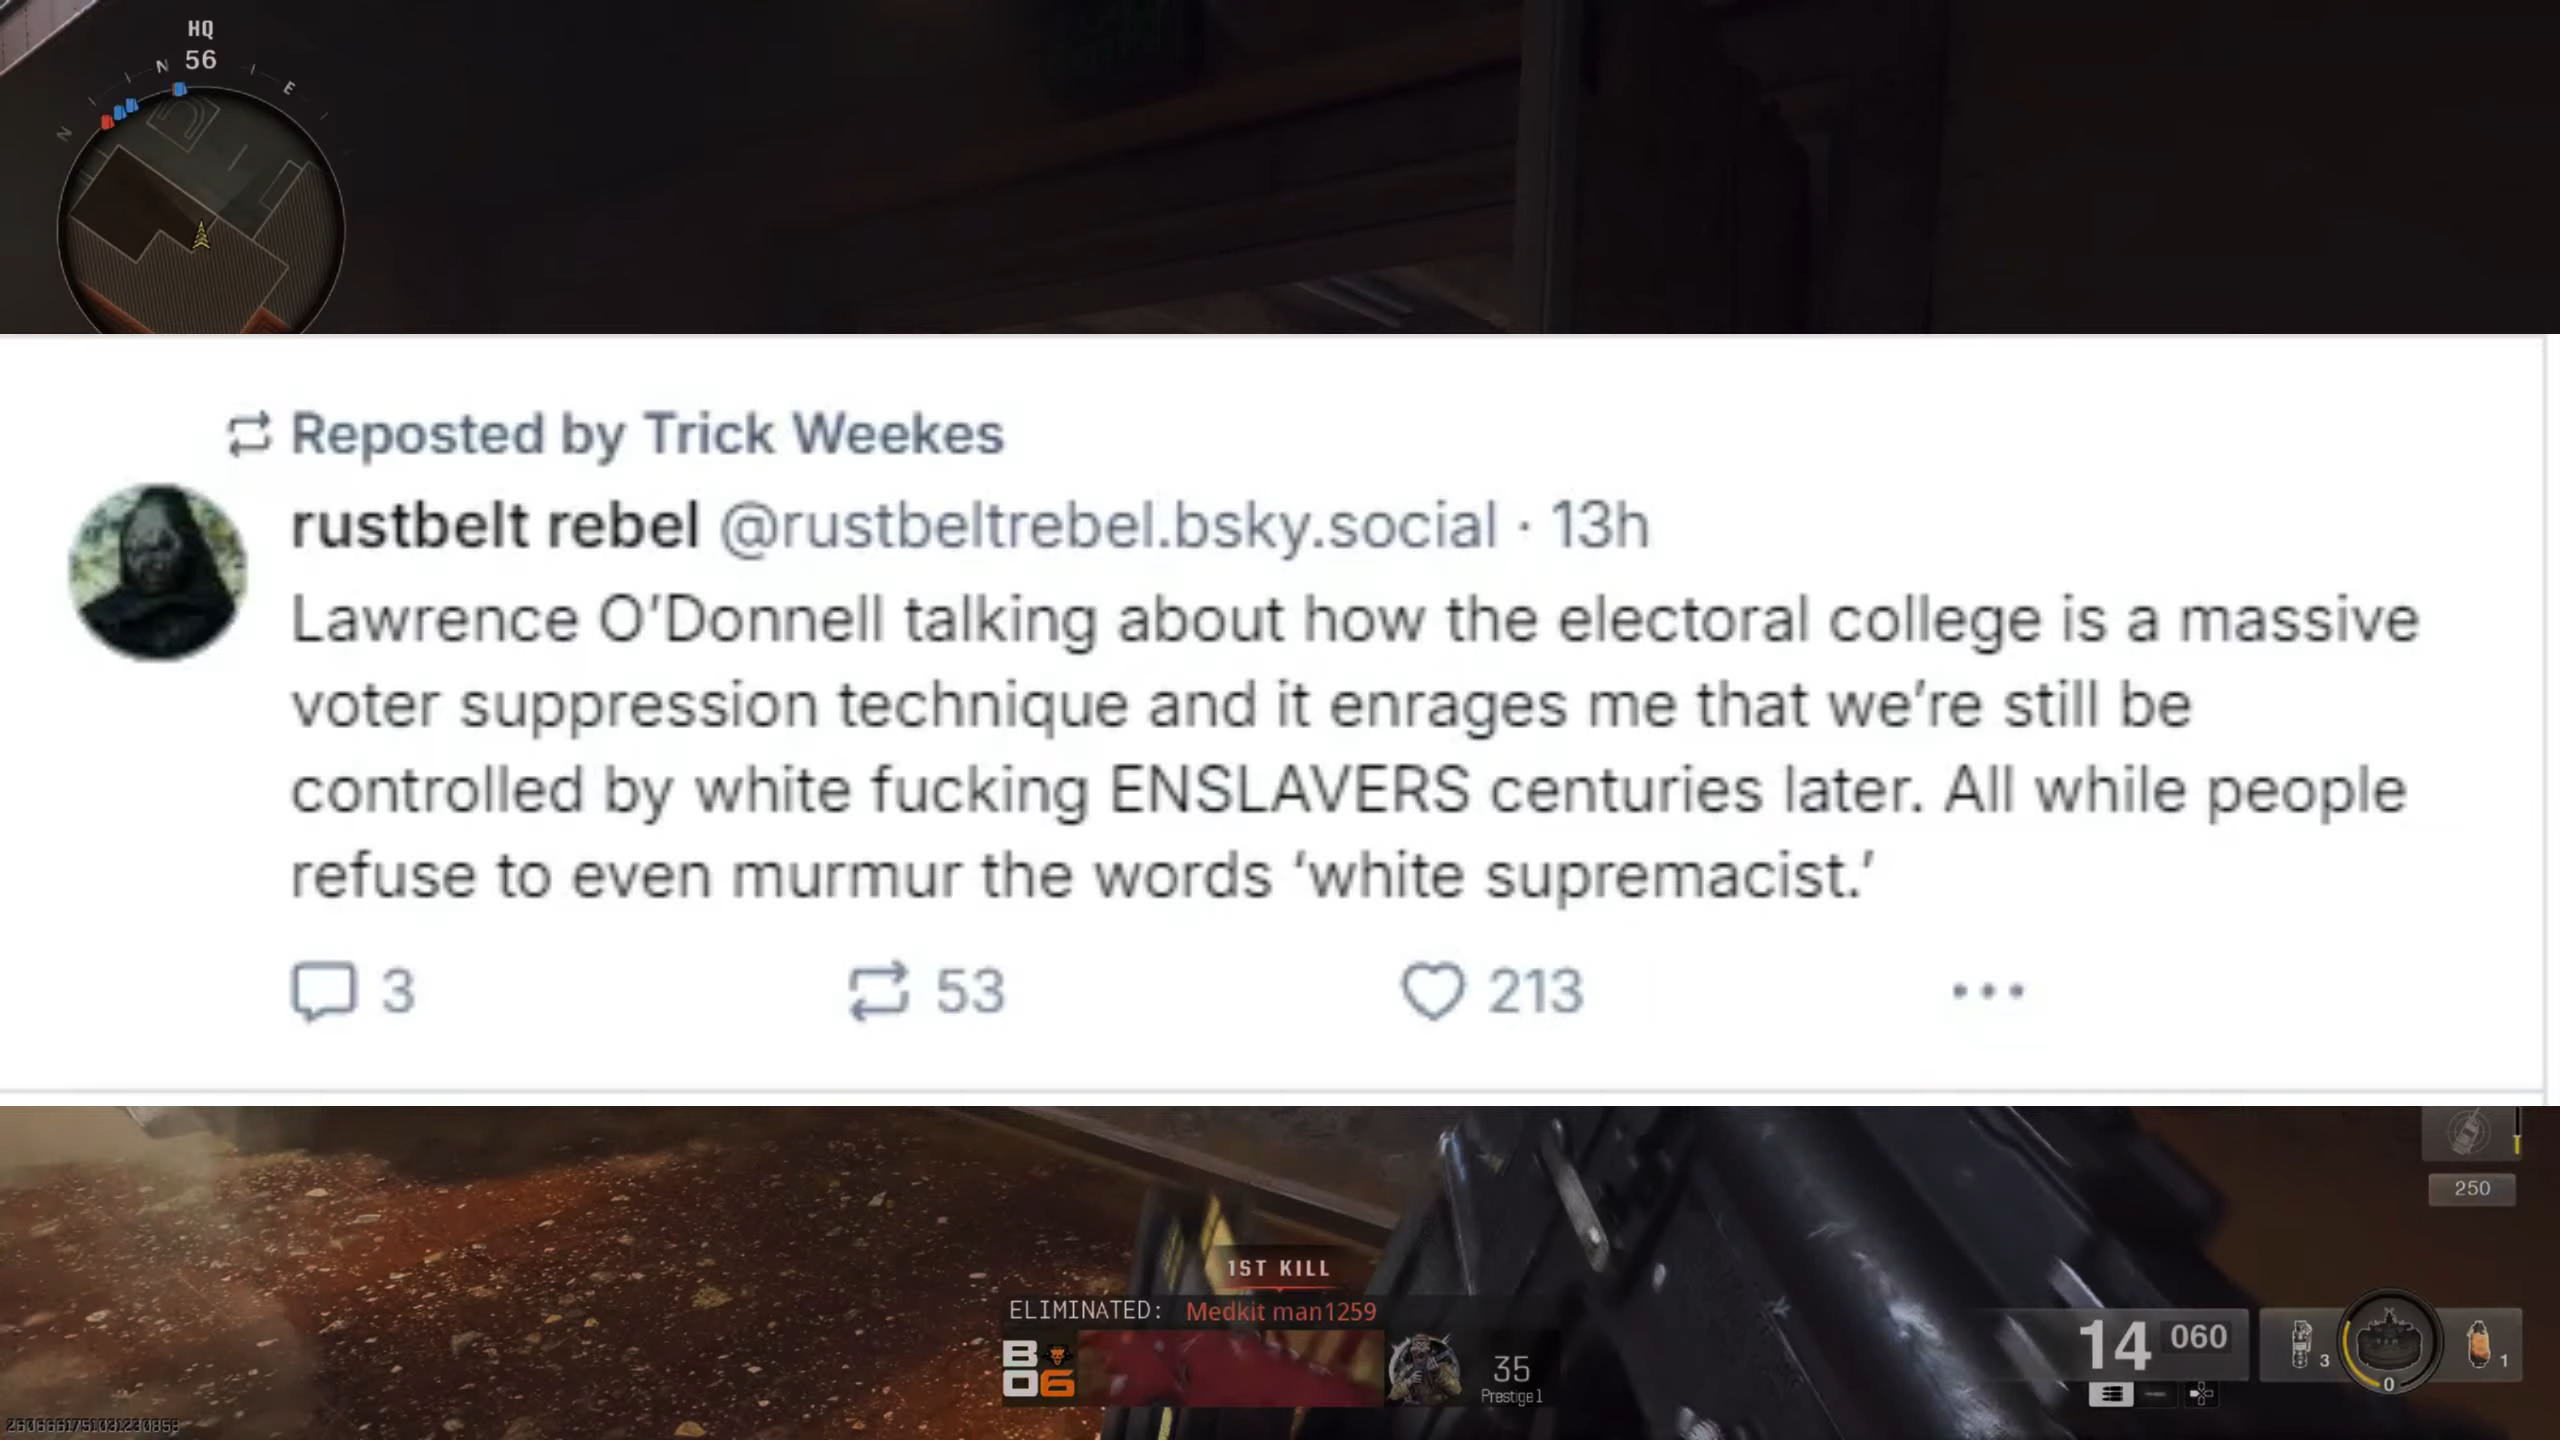 HQ
56
N
E
N
Reposted by Trick Weekes
rustbelt rebel @rustbeltrebel.bsky.social · 13h
Lawrence O’Donnell talking about how the electoral college is a massive
voter suppression technique and it enrages me that we’re still be
controlled by white fucking ENSLAVERS centuries later. All while people
refuse to even murmur the words ‘white supremacist.’
3 53 213
250
1ST KILL
ELIMINATED: Medkit man1259
BO6
35
Prestige 1
14 060
3
0
1